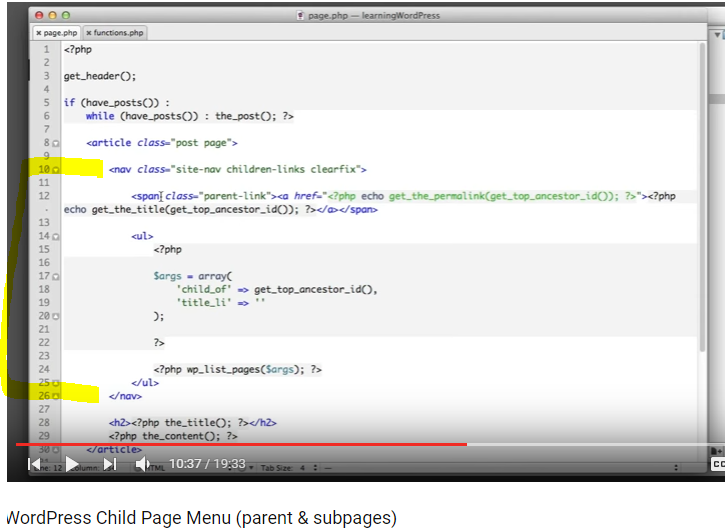 page.php — learningWordPress
× page.php × functions.php
1 <?php
2
3 get_header();
4
5 if (have_posts()) :
6 while (have_posts()) : the_post(); ?>
7
8 <article class="post page">
9
10 <nav class="site-nav children-links clearfix">
11
12 <span class="parent-link"><a href="<?php echo get_the_permalink(get_top_ancestor_id()); ?>"><?php
echo get_the_title(get_top_ancestor_id()); ?></a></span>
13
14 <ul>
15 <?php
16
17 $args = array(
18 'child_of' => get_top_ancestor_id(),
19 'title_li' => ''
20 );
21
22 ?>
23
24 <?php wp_list_pages($args); ?>
25 </ul>
26 </nav>
27
28 <h2><?php the_title(); ?></h2>
29 <?php the_content(); ?>
30 </article>
Line: 12 Column: HTML Tab Size: 4
10:37 / 19:33
CC
WordPress Child Page Menu (parent & subpages)